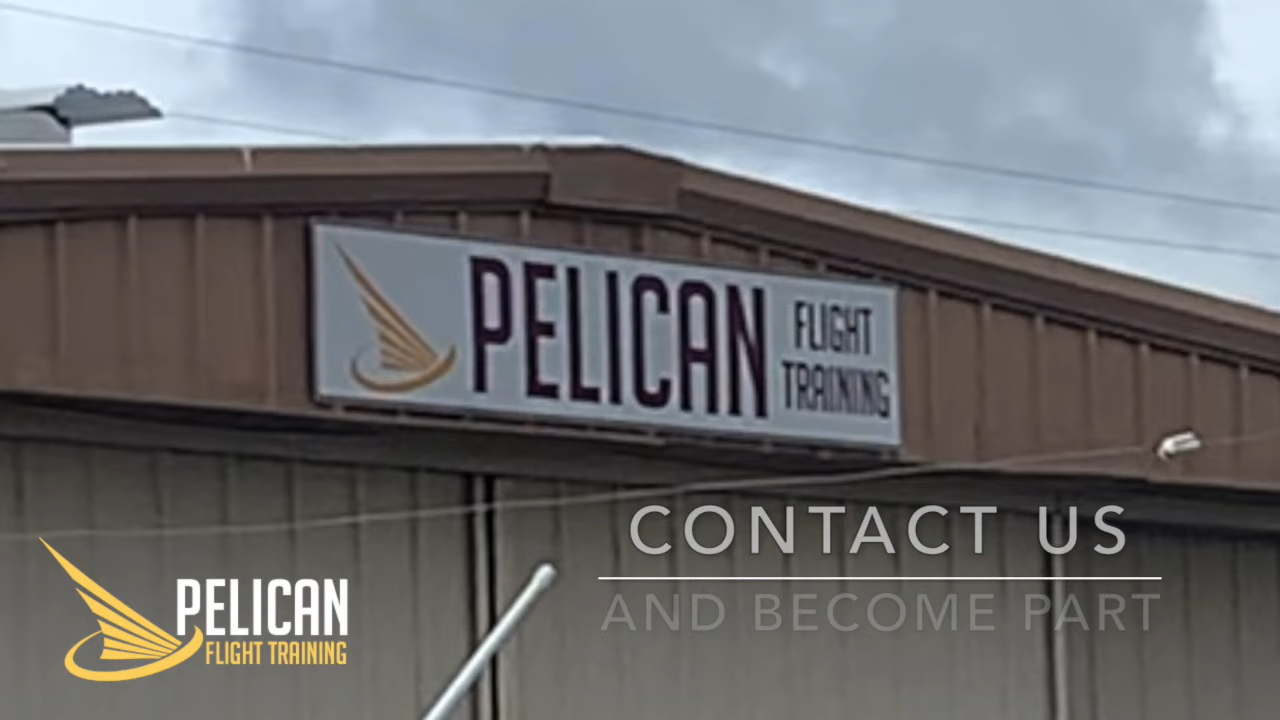 PELICAN
FLIGHT
TRAINING
CONTACT US
AND BECOME PART
PELICAN
FLIGHT TRAINING